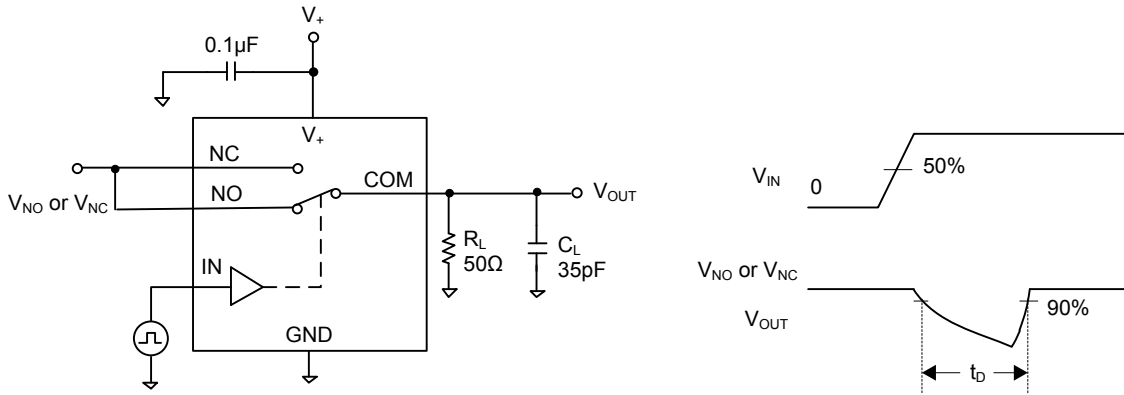 V+
0.1µF
V+
NC
NO
COM
VNO or VNC
VOUT
RL
50Ω
CL
35pF
IN
GND
VIN
0
50%
VNO or VNC
VOUT
90%
tD